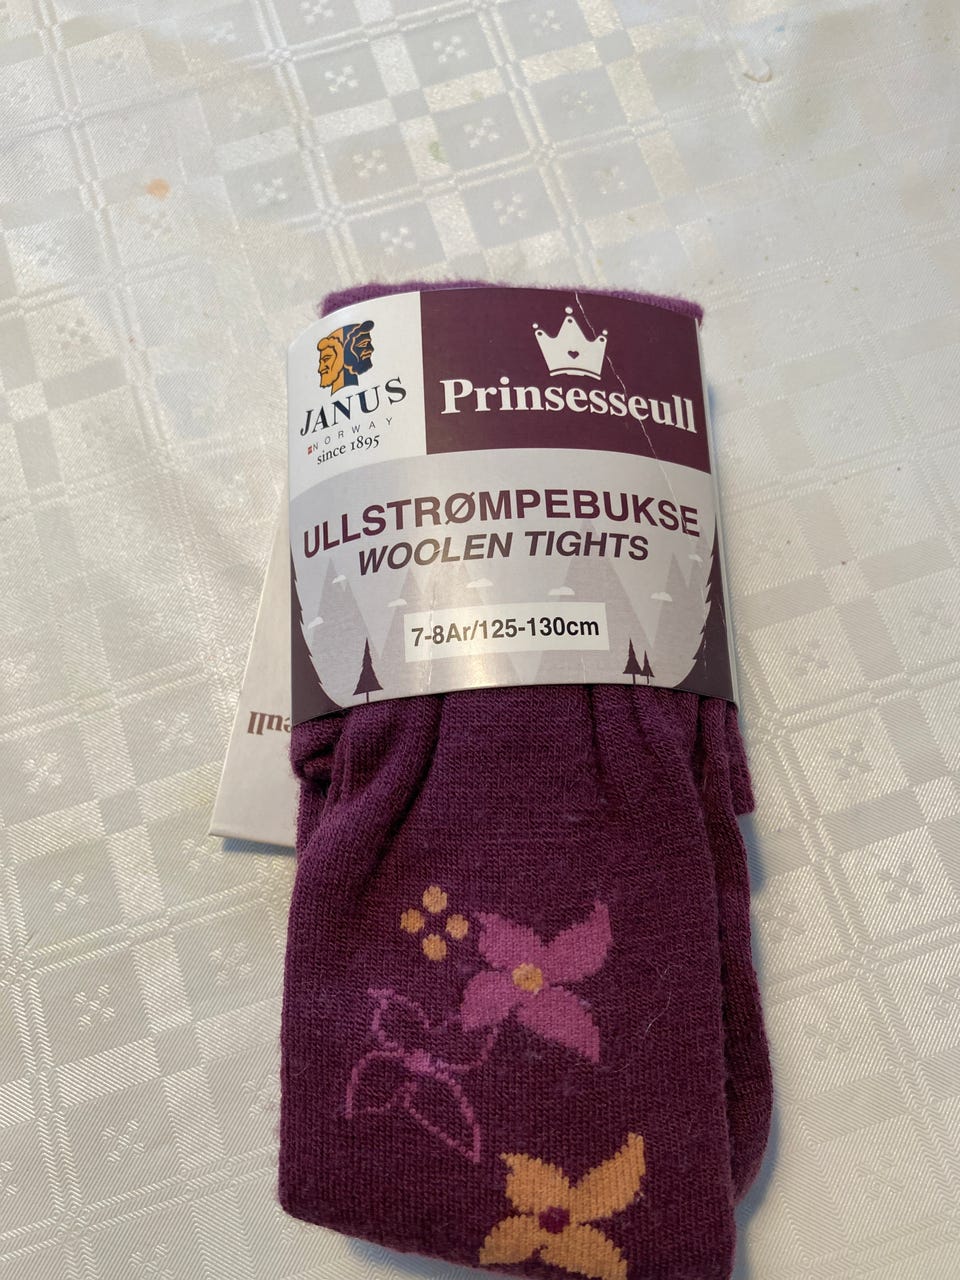 JANUS
NORWAY
since 1895
Prinsesseull
ULLSTRØMPEBUKSE
WOOLEN TIGHTS
7-8Ar/125-130cm